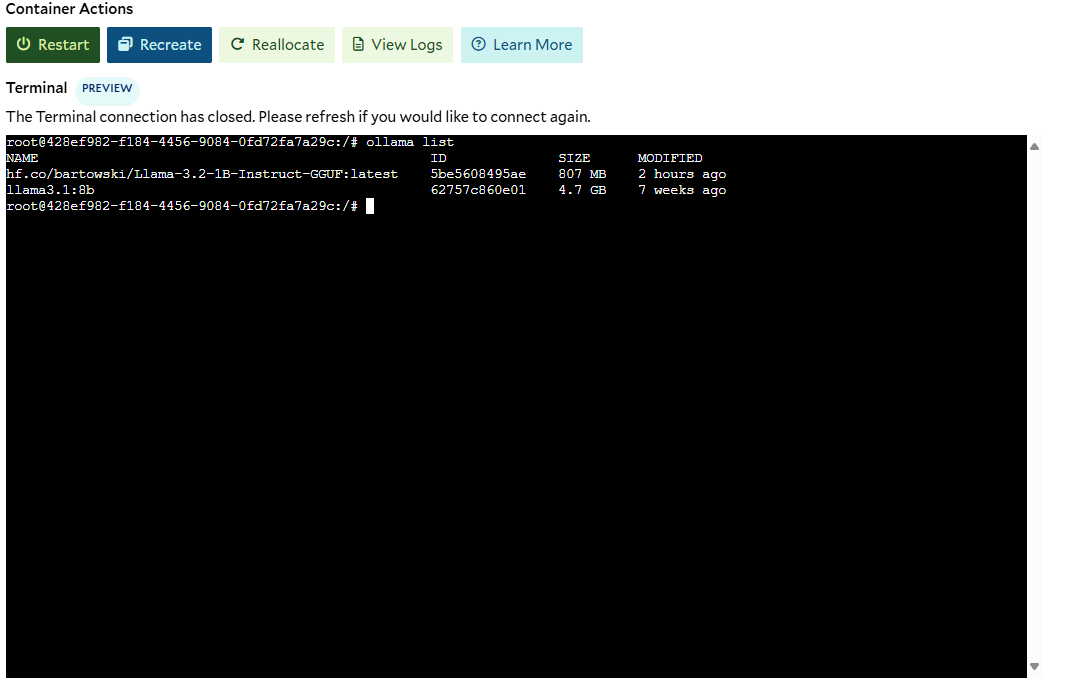 Container Actions
Restart Recreate Reallocate View Logs Learn More
Terminal PREVIEW
The Terminal connection has closed. Please refresh if you would like to connect again.
root@428ef982-f184-4456-9084-0fd72fa7a29c:/# ollama list
NAME ID SIZE MODIFIED
hf.co/bartowski/Llama-3.2-1B-Instruct-GGUF:latest 5be5608495ae 807 MB 2 hours ago
llama3.1:8b 62757c860e01 4.7 GB 7 weeks ago
root@428ef982-f184-4456-9084-0fd72fa7a29c:/#